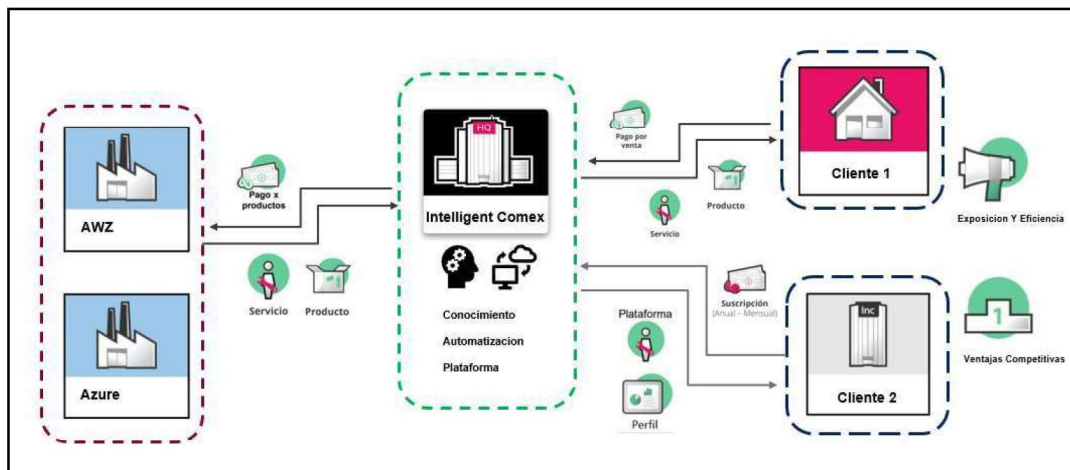 AWZ
Azure
Pago x
productos
Servicio
Producto
HQ
Intelligent Comex
Conocimiento
Automatizacion
Plataforma
Pago por
venta
Servicio
Producto
Cliente 1
Exposicion Y Eficiencia
Suscripción
(Anual – Mensual)
Plataforma
Perfil
Inc
Cliente 2
1
Ventajas Competitivas